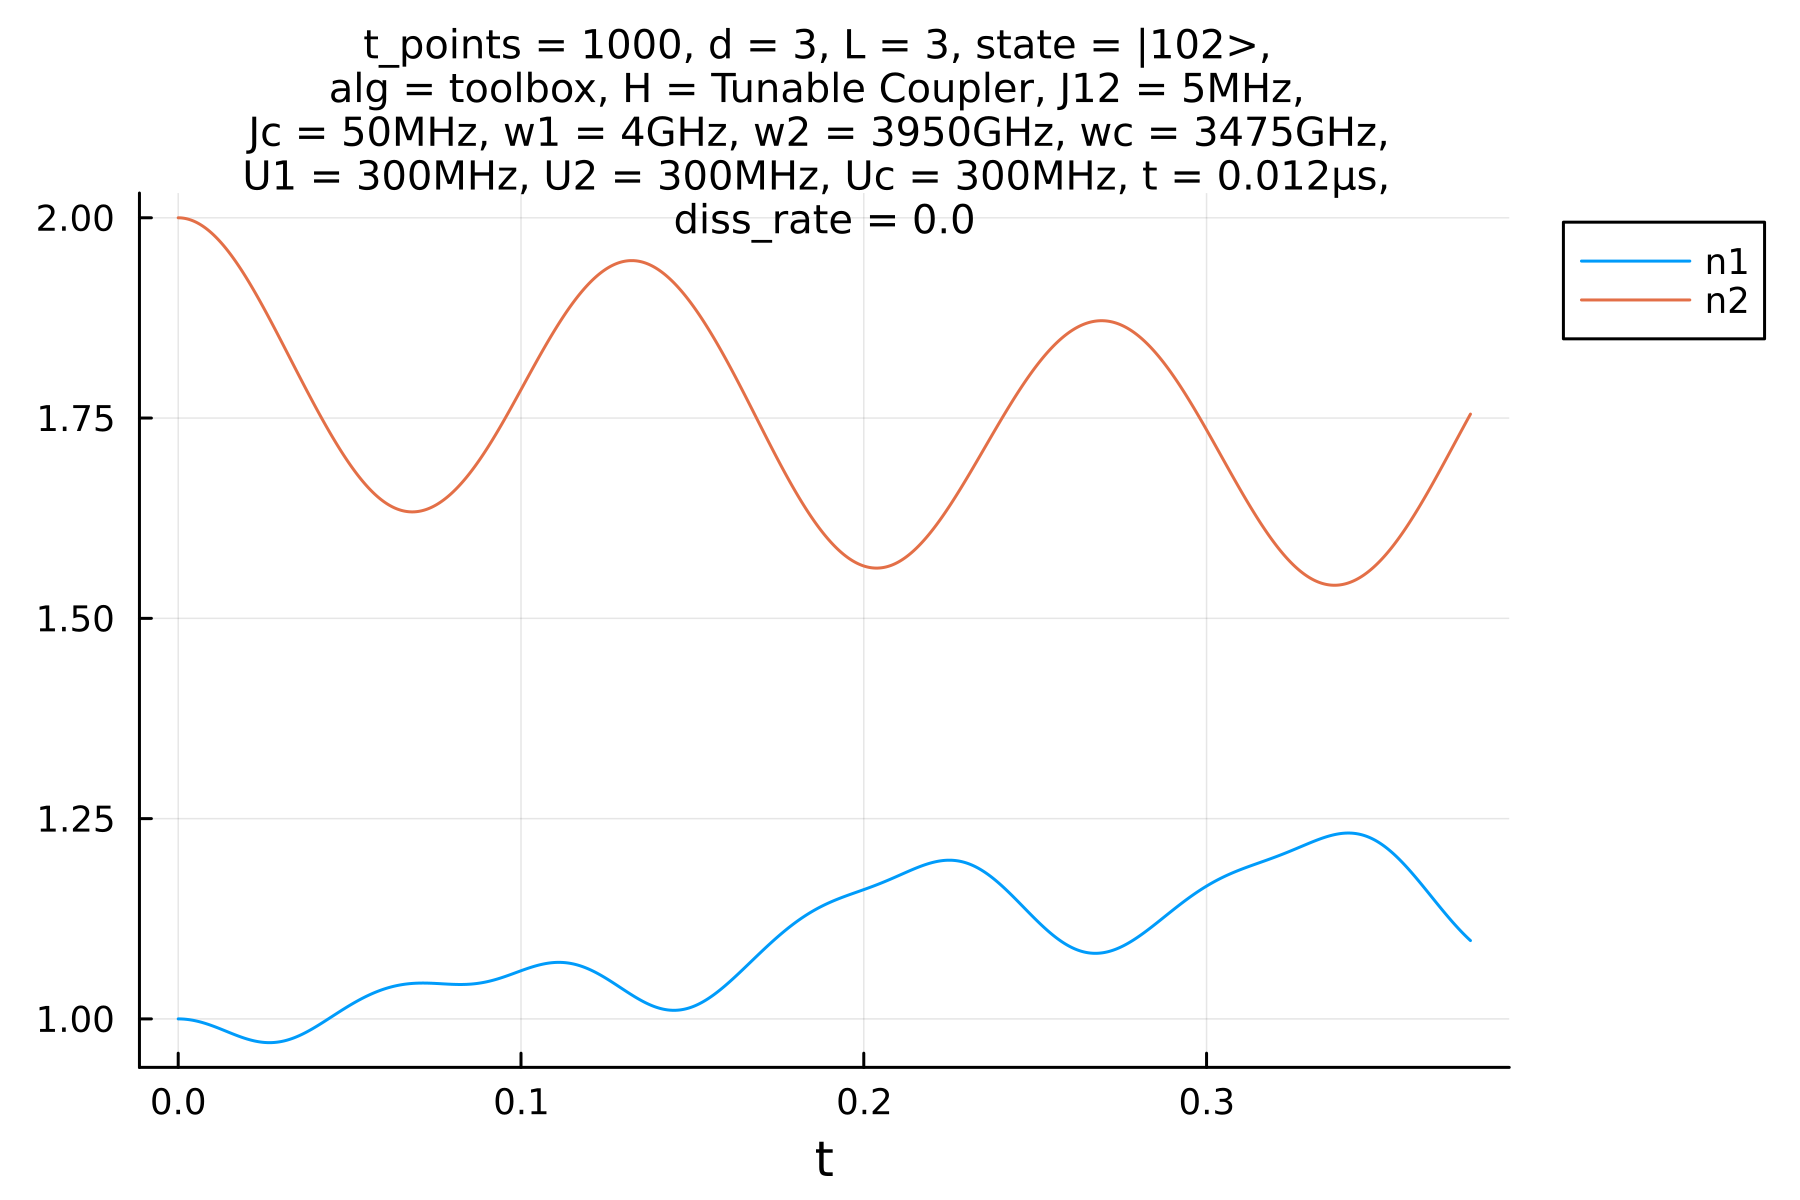 t_points = 1000, d = 3, L = 3, state = |102>,
alg = toolbox, H = Tunable Coupler, J12 = 5MHz,
Jc = 50MHz, w1 = 4GHz, w2 = 3950GHz, wc = 3475GHz,
U1 = 300MHz, U2 = 300MHz, Uc = 300MHz, t = 0.012μs,
diss_rate = 0.0
2.00
1.75
1.50
1.25
1.00
n1
n2
0.0 0.1 0.2 0.3
t